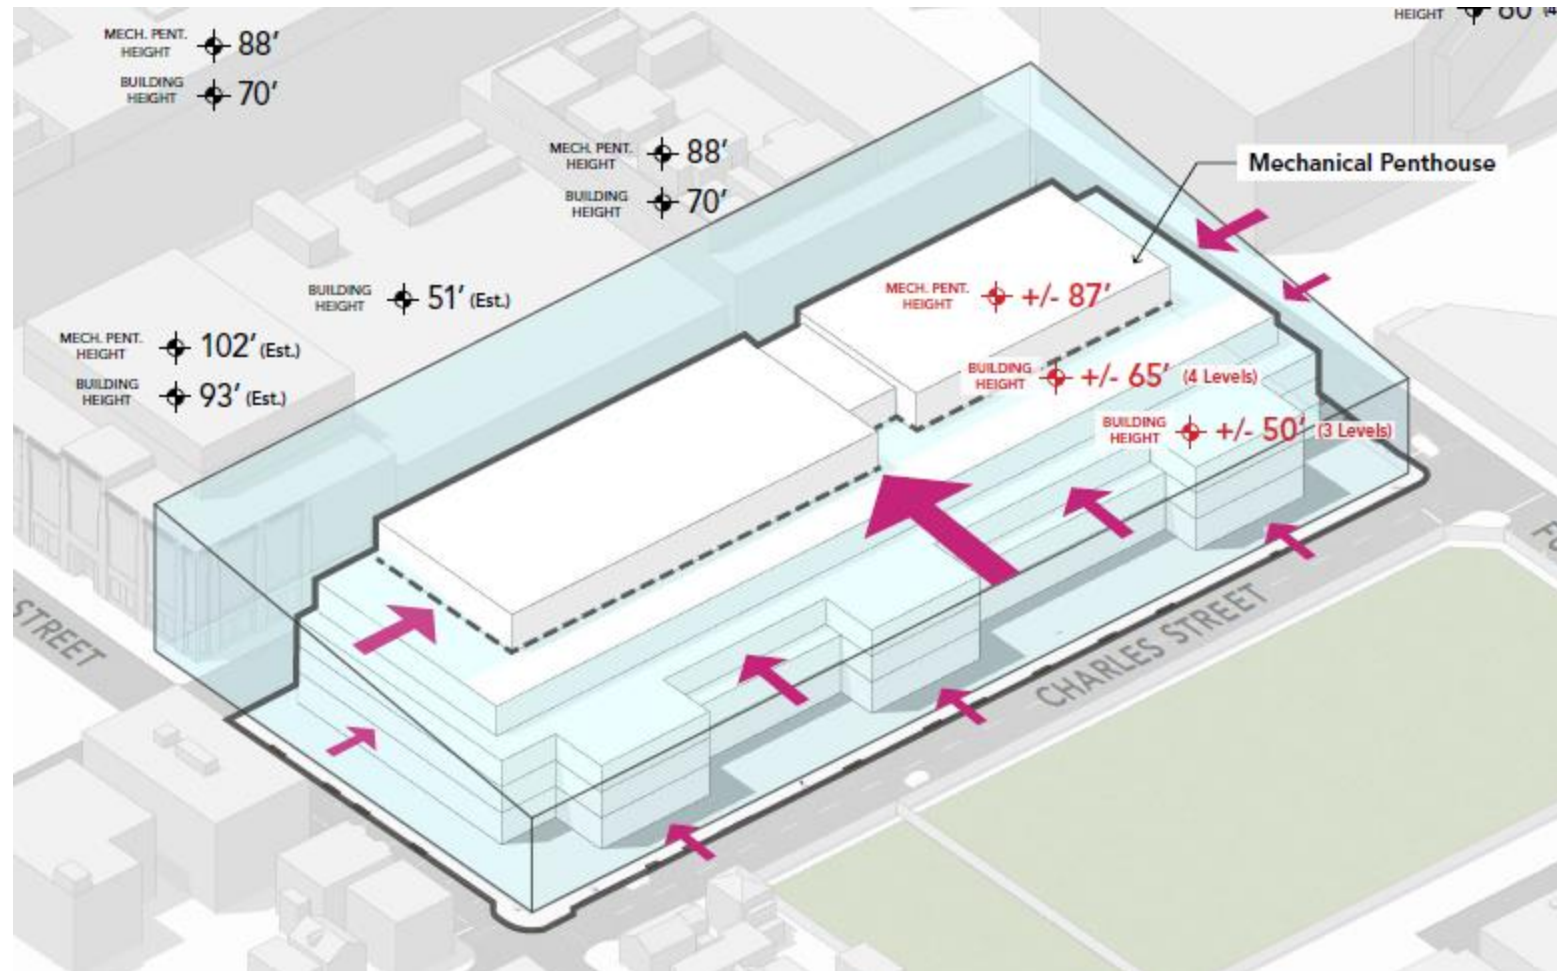 HEIGHT 60' (4
MECH. PENT.
HEIGHT
88'
BUILDING
HEIGHT
70'
MECH. PENT.
HEIGHT
88'
BUILDING
HEIGHT
70'
Mechanical Penthouse
BUILDING
HEIGHT
51' (Est.)
MECH. PENT.
HEIGHT
+/- 87'
MECH. PENT.
HEIGHT
102' (Est.)
BUILDING
HEIGHT
93' (Est.)
BUILDING
HEIGHT
+/- 65' (4 Levels)
BUILDING
HEIGHT
+/- 50' (3 Levels)
STREET
CHARLES STREET